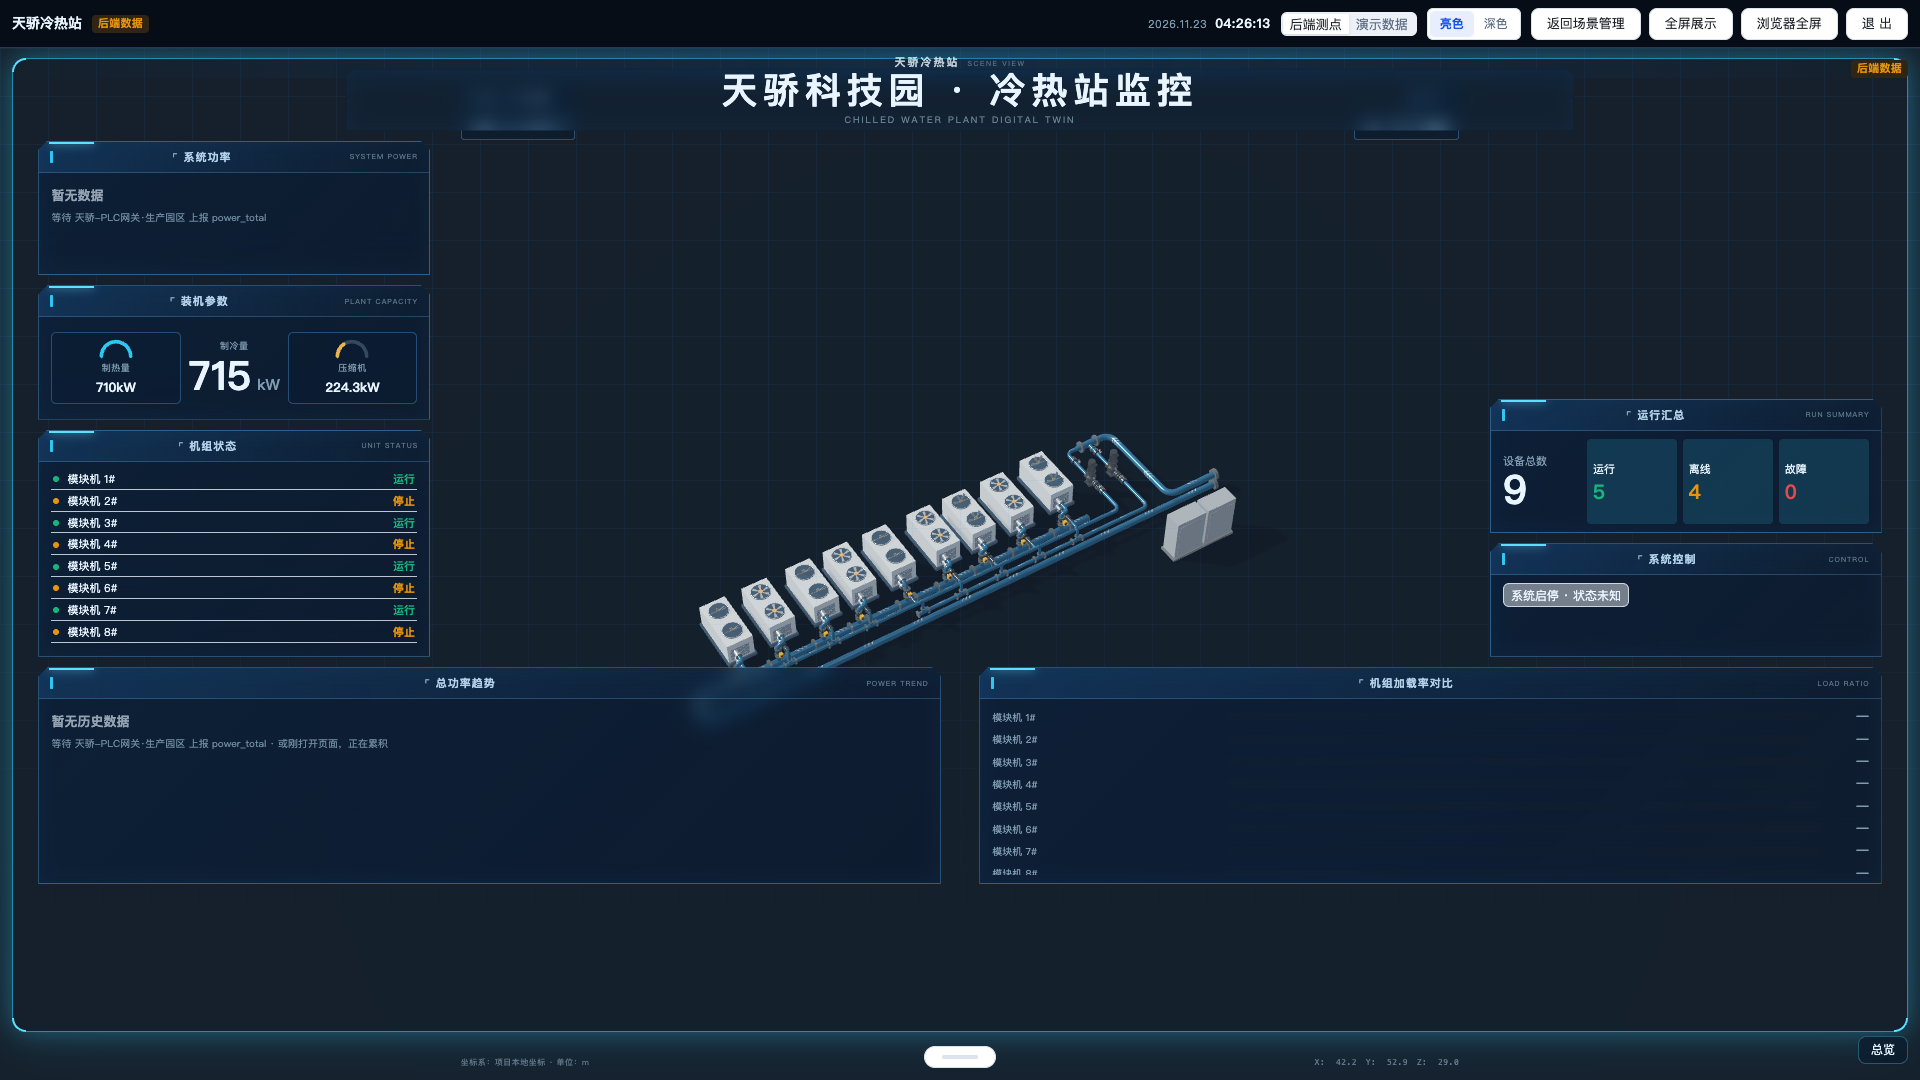 天骄冷热站 后端数据
2026.11.23 04:26:13 后端测点 演示数据 亮色 深色 返回场景管理 全屏展示 浏览器全屏 退 出
天骄冷热站 SCENE VIEW
后端数据
天骄科技园 · 冷热站监控
CHILLED WATER PLANT DIGITAL TWIN
「 系统功率 SYSTEM POWER
暂无数据
等待 天骄-PLC网关·生产园区 上报 power_total
「 装机参数 PLANT CAPACITY
制热量
710kW
制冷量
715 kW
压缩机
224.3kW
「 机组状态 UNIT STATUS
模块机 1# 运行
模块机 2# 停止
模块机 3# 运行
模块机 4# 停止
模块机 5# 运行
模块机 6# 停止
模块机 7# 运行
模块机 8# 停止
「 运行汇总 RUN SUMMARY
设备总数
9
运行
5
离线
4
故障
0
「 系统控制 CONTROL
系统启停 · 状态未知
「 总功率趋势 POWER TREND
暂无历史数据
等待 天骄-PLC网关·生产园区 上报 power_total · 或刚打开页面，正在累积
「 机组加载率对比 LOAD RATIO
模块机 1# —
模块机 2# —
模块机 3# —
模块机 4# —
模块机 5# —
模块机 6# —
模块机 7# —
模块机 8# —
坐标系: 项目本地坐标 · 单位: m
X: 42.2 Y: 52.9 Z: 29.0
总览